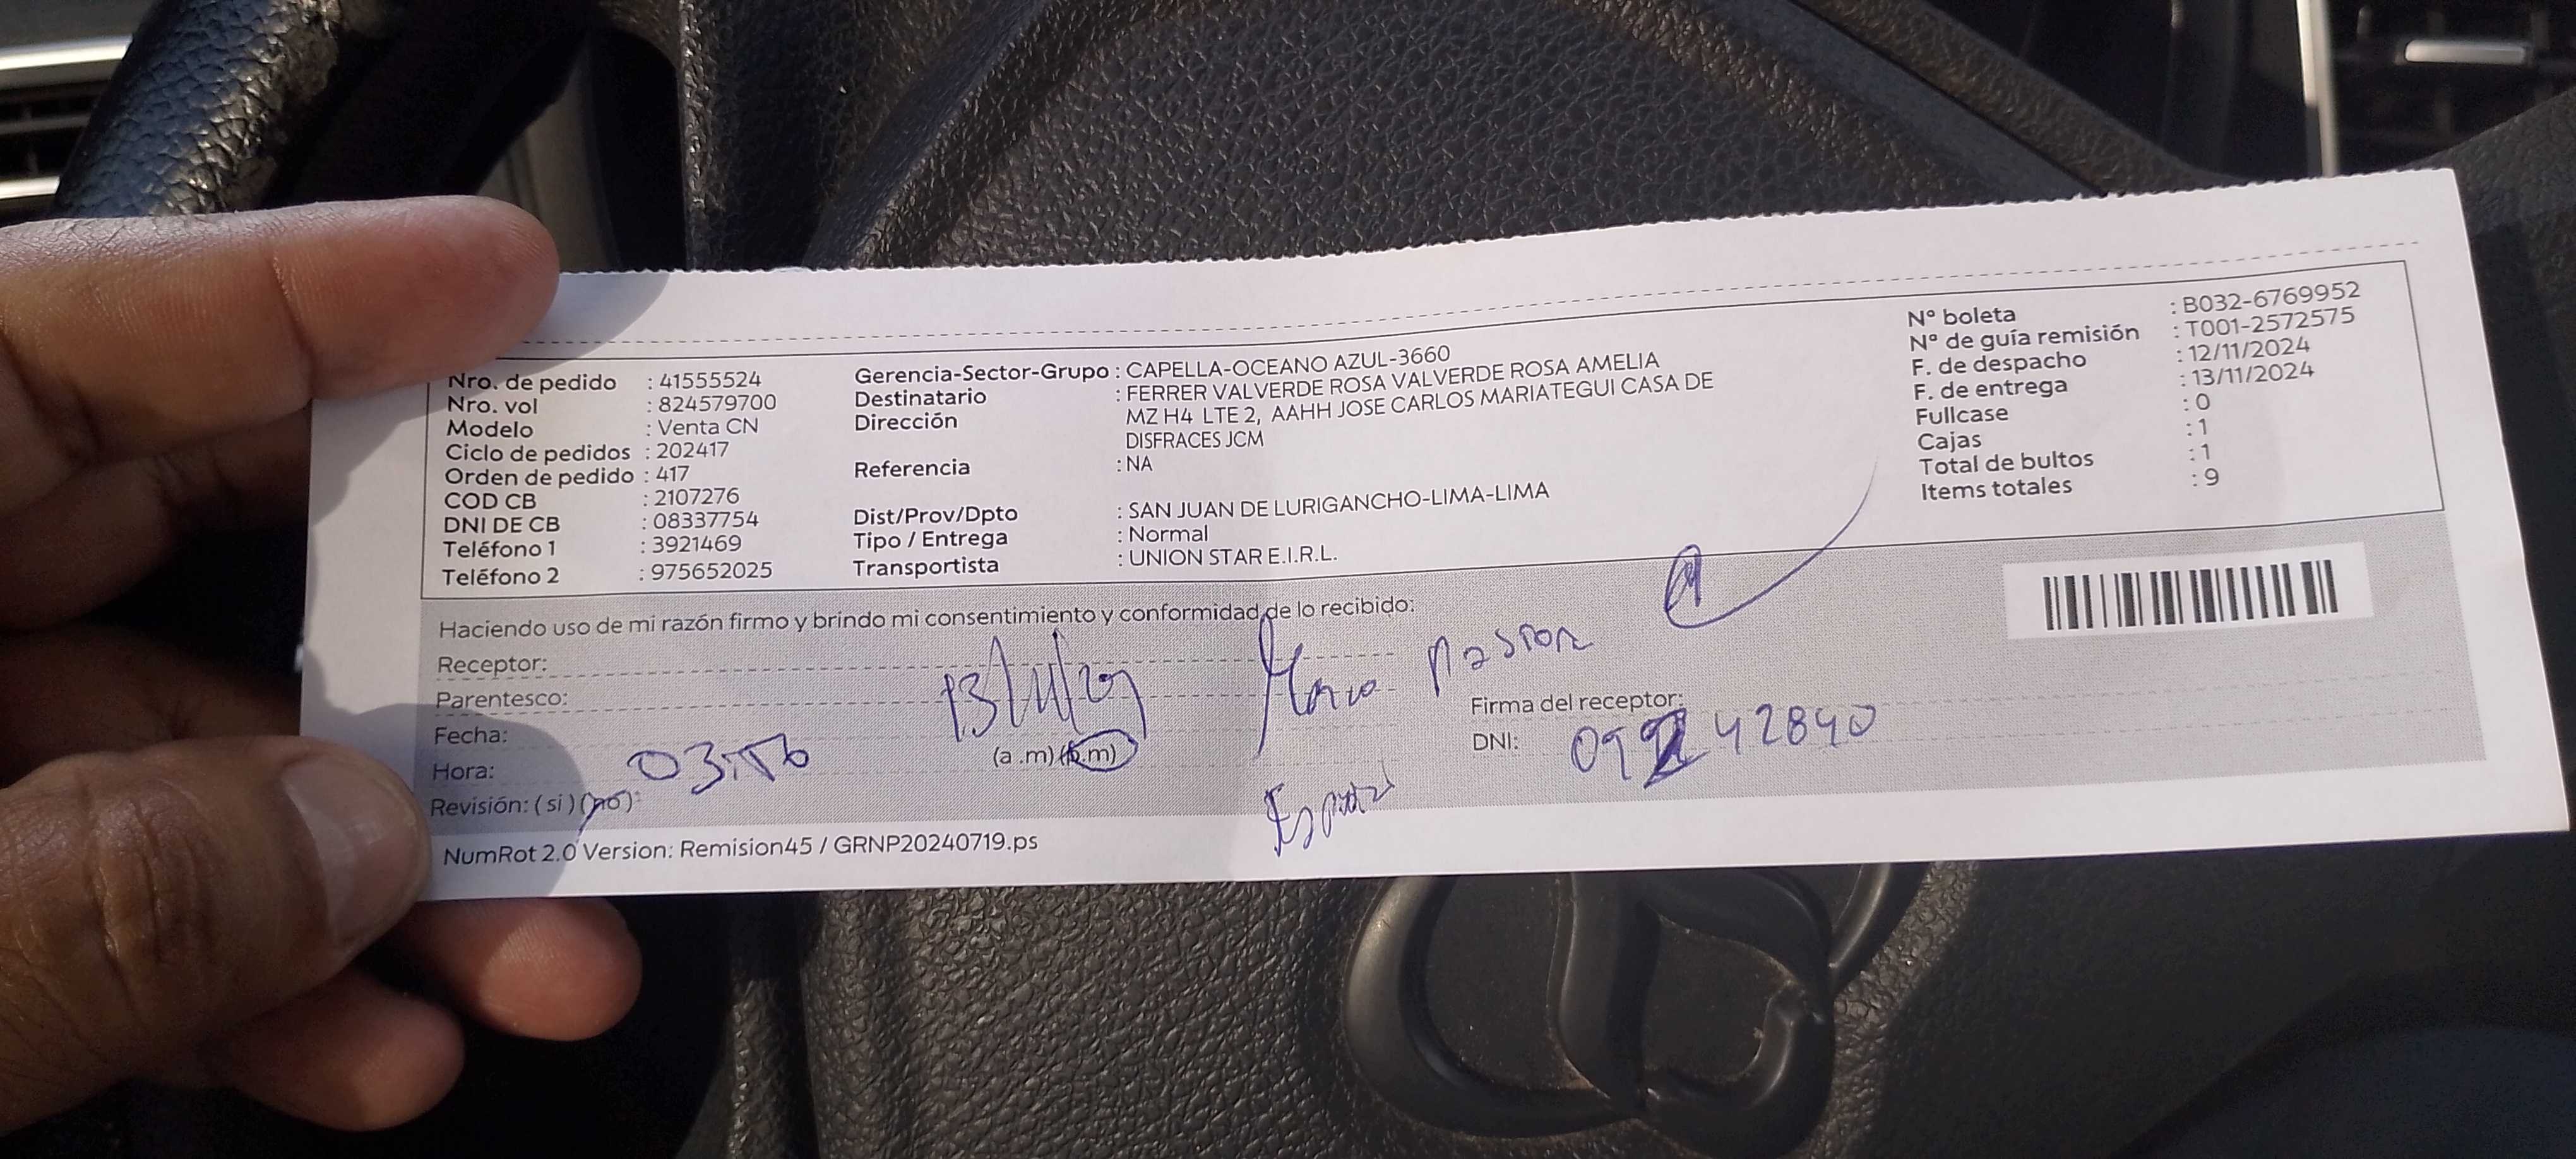 Nro. de pedido : 41555524
Nro. vol : 824579700
Modelo : Venta CN
Ciclo de pedidos : 202417
Orden de pedido : 417
COD CB : 2107276
DNI DE CB : 08337754
Teléfono 1 : 3921469
Teléfono 2 : 975652025
Gerencia-Sector-Grupo : CAPELLA-OCEANO AZUL-3660
Destinatario : FERRER VALVERDE ROSA VALVERDE ROSA AMELIA
Dirección MZ H4 LTE 2, AAHH JOSE CARLOS MARIATEGUI CASA DE
DISFRACES JCM
Referencia : NA
Dist/Prov/Dpto : SAN JUAN DE LURIGANCHO-LIMA-LIMA
Tipo / Entrega : Normal
Transportista : UNION STAR E.I.R.L.
N° boleta : B032-6769952
N° de guía remisión : T001-2572575
F. de despacho : 12/11/2024
F. de entrega : 13/11/2024
Fullcase : 0
Cajas : 1
Total de bultos : 1
Items totales : 9
Haciendo uso de mi razón firmo y brindo mi consentimiento y conformidad de lo recibido:
Receptor:
Parentesco:
Fecha: 13/11/24
Hora: (a.m) (p.m)
Revisión: (si) (no)
Firma del receptor:
DNI:
NumRot 2.0 Version: Remision45 / GRNP20240719.ps